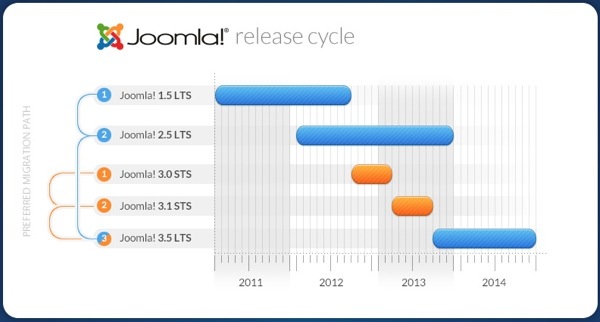 Joomla!® release cycle
PREFERRED MIGRATION PATH
1 Joomla! 1.5 LTS
2 Joomla! 2.5 LTS
1 Joomla! 3.0 STS
2 Joomla! 3.1 STS
3 Joomla! 3.5 LTS
2011 2012 2013 2014